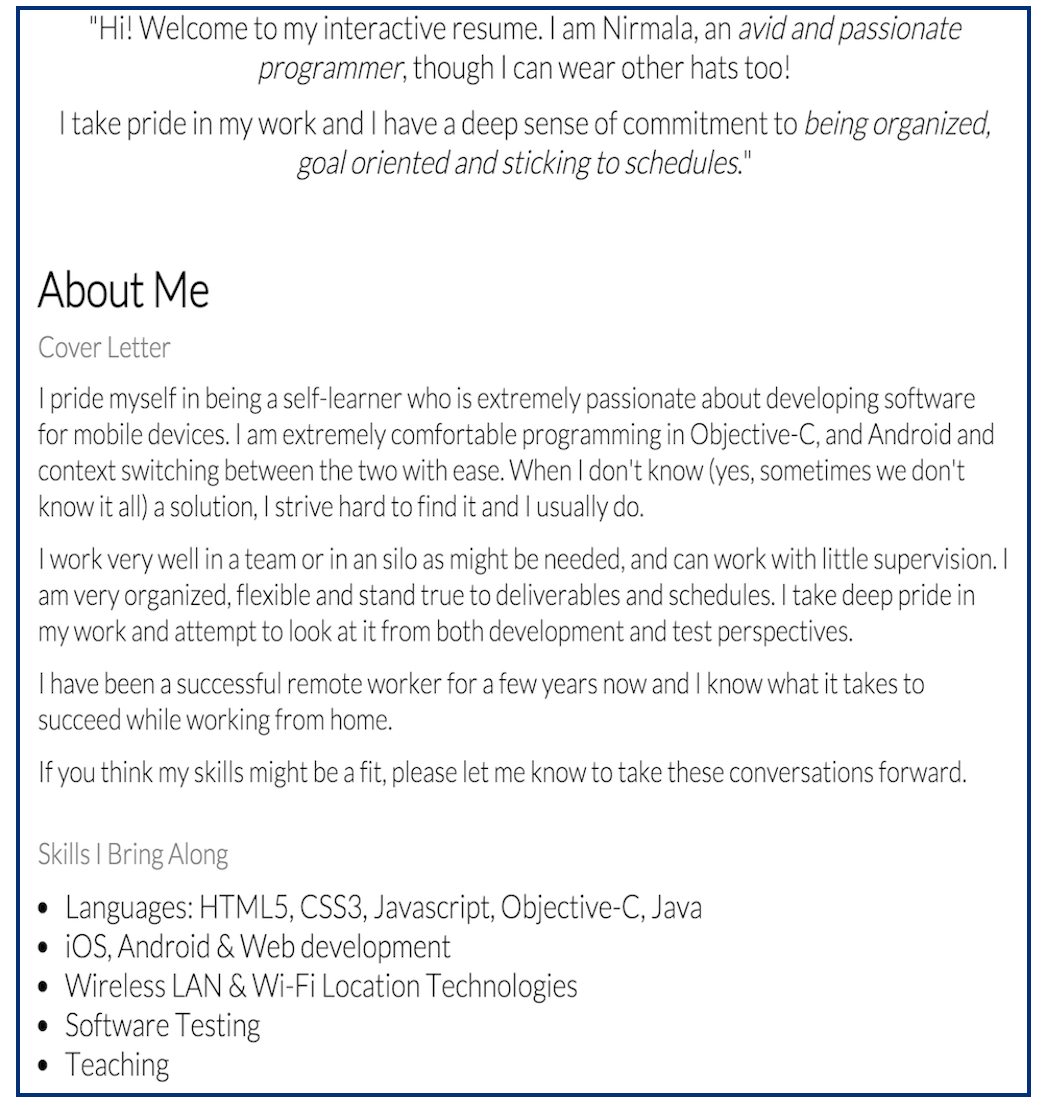 "Hi! Welcome to my interactive resume. I am Nirmala, an avid and passionate
programmer, though I can wear other hats too!
I take pride in my work and I have a deep sense of commitment to being organized,
goal oriented and sticking to schedules."
About Me
Cover Letter
I pride myself in being a self-learner who is extremely passionate about developing software
for mobile devices. I am extremely comfortable programming in Objective-C, and Android and
context switching between the two with ease. When I don't know (yes, sometimes we don't
know it all) a solution, I strive hard to find it and I usually do.
I work very well in a team or in an silo as might be needed, and can work with little supervision. I
am very organized, flexible and stand true to deliverables and schedules. I take deep pride in
my work and attempt to look at it from both development and test perspectives.
I have been a successful remote worker for a few years now and I know what it takes to
succeed while working from home.
If you think my skills might be a fit, please let me know to take these conversations forward.
Skills I Bring Along
• Languages: HTML5, CSS3, Javascript, Objective-C, Java
• iOS, Android & Web development
• Wireless LAN & Wi-Fi Location Technologies
• Software Testing
• Teaching